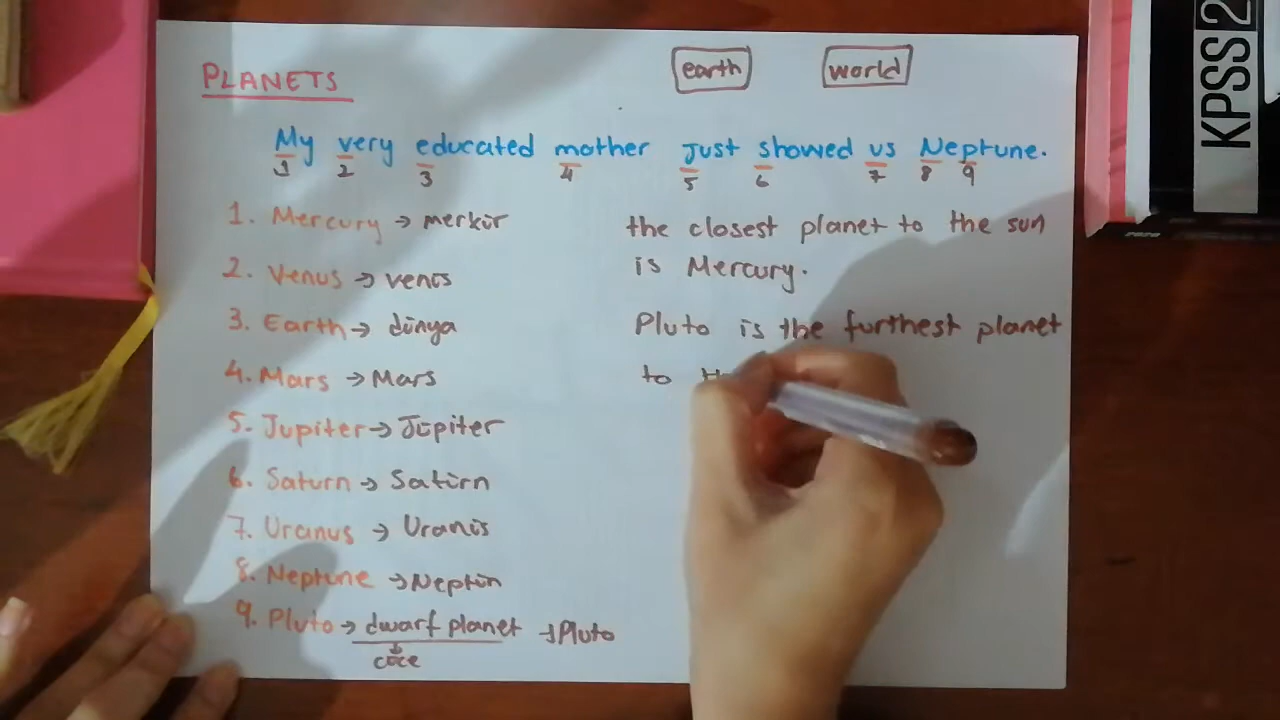 PLANETS
earth
world
My very educated mother Just showed us Neptune.
1 2 3 4 5 6 7 8 9
1. Mercury → merkür
the closest planet to the sun
is Mercury.
2. Venüs → venüs
3. Earth → dünya
Pluto is the furthest planet
to
4. Mars → Mars
5. Jupiter → Jüpiter
6. Saturn → Satürn
7. Uranus → Uranüs
8. Neptune → Neptün
9. Pluto → dwarf planet → Pluto
cüce
KPSS